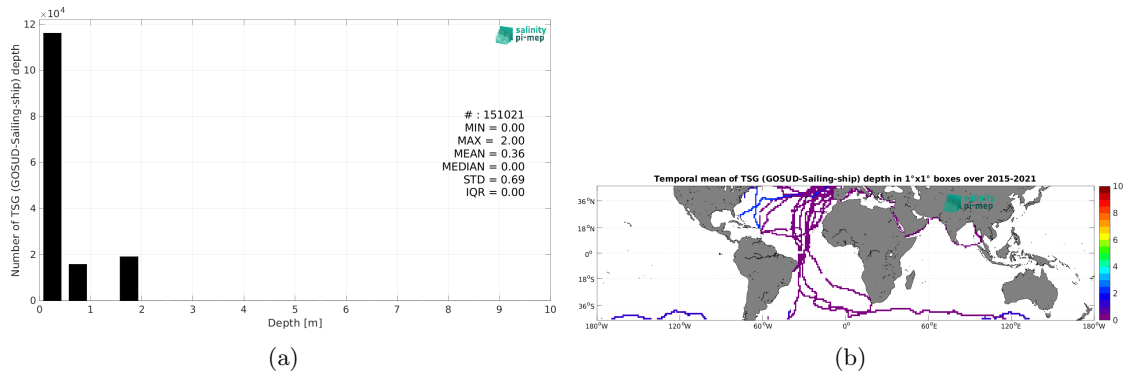 ×10⁴
12
10
8
6
4
2
0
0 1 2 3 4 5 6 7 8 9 10
Number of TSG (GOSUD-Sailing-ship) depth
Depth [m]
salinity
pi-mep
# : 151021
MIN = 0.00
MAX = 2.00
MEAN = 0.36
MEDIAN = 0.00
STD = 0.69
IQR = 0.00
(a)
Temporal mean of TSG (GOSUD-Sailing-ship) depth in 1°x1° boxes over 2015-2021
salinity
pi-mep
36°N
18°N
0°
18°S
36°S
180°W 120°W 60°W 0° 60°E 120°E 180°W
10
8
6
4
2
0
(b)